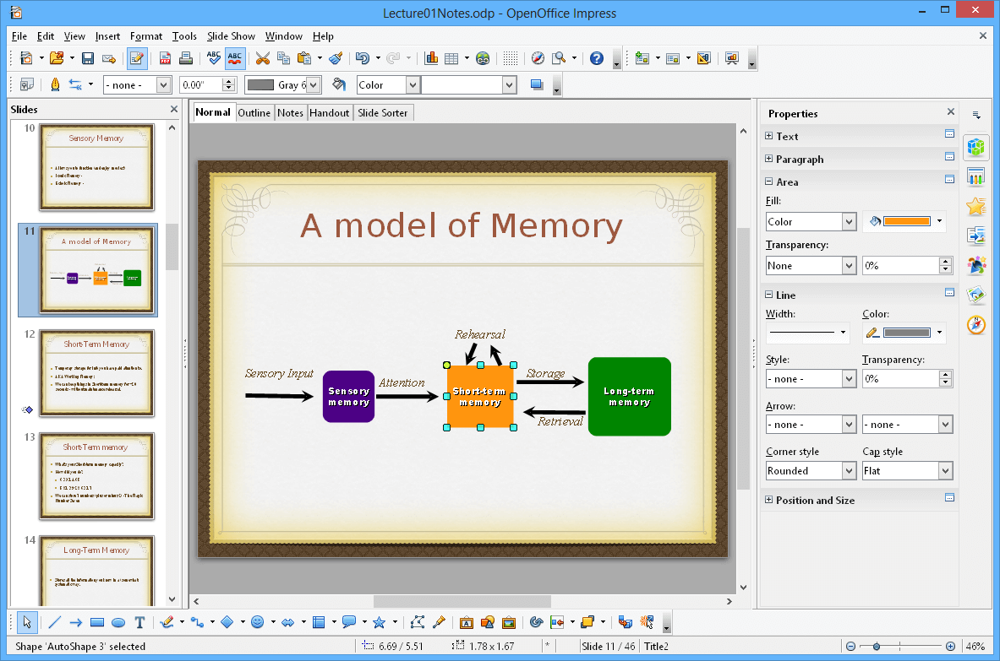 Lecture01Notes.odp - OpenOffice Impress
File Edit View Insert Format Tools Slide Show Window Help
- none - 0.00" Gray 6 Color
Slides
Normal Outline Notes Handout Slide Sorter
10
Sensory Memory
11
A model of Memory
12
Short-Term Memory
13
Short-Term memory
14
Long-Term Memory
A model of Memory
Rehearsal
Sensory Input
Sensory
memory
Attention
Short-term
memory
Storage
Retrieval
Long-term
memory
Properties
Text
Paragraph
Area
Fill:
Color
Transparency:
None 0%
Line
Width: Color:
Style: Transparency:
- none - 0%
Arrow:
- none - - none -
Corner style Cap style
Rounded Flat
Position and Size
Shape 'AutoShape 3' selected 6.69 / 5.51 1.78 x 1.67 * Slide 11 / 46 Title2 46%